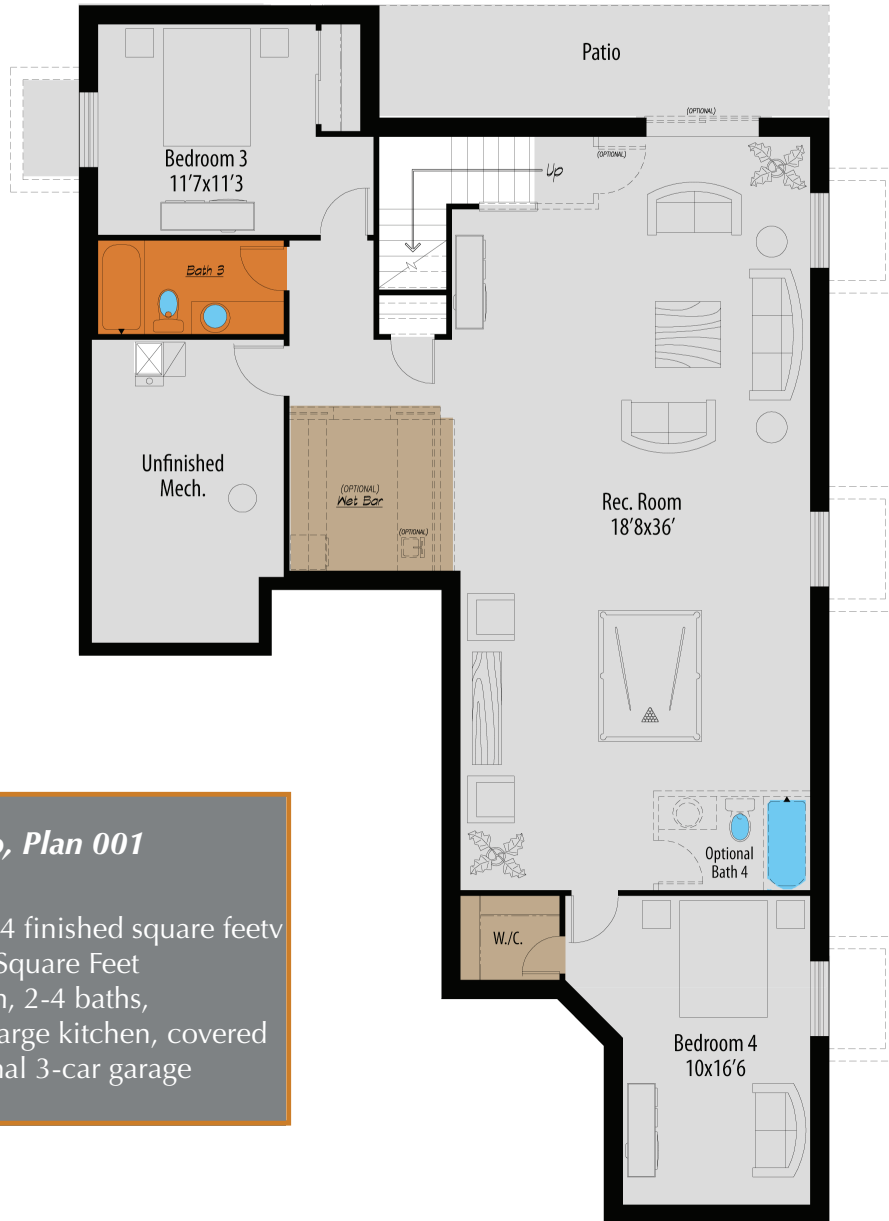 Patio
(OPTIONAL)
(OPTIONAL)
Up
Bedroom 3
11'7x11'3
Bath 3
Unfinished
Mech.
(OPTIONAL)
Wet Bar
(OPTIONAL)
Rec. Room
18'8x36'
Optional
Bath 4
W./C.
Bedroom 4
10x16'6
, Plan 001
4 finished square feetv
Square Feet
, 2-4 baths,
arge kitchen, covered
nal 3-car garage